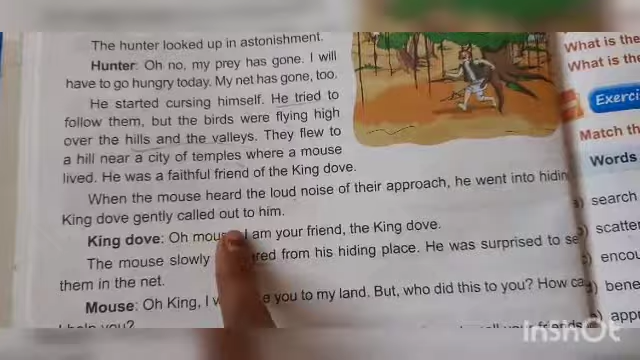 The hunter looked up in astonishment.
Hunter: Oh no, my prey has gone. I will
have to go hungry today. My net has gone, too.
He started cursing himself. He tried to
follow them, but the birds were flying high
over the hills and the valleys. They flew to
a hill near a city of temples where a mouse
lived. He was a faithful friend of the King dove.
When the mouse heard the loud noise of their approach, he went into hidin
King dove gently called out to him.
King dove: Oh mou I am your friend, the King dove.
The mouse slowly red from his hiding place. He was surprised to se
them in the net.
Mouse: Oh King, I w e you to my land. But, who did this to you? How ca
I help you?
What is the
What is the
Exerci
Match th
Words
search
scatte
encou
bene
app
InShOt